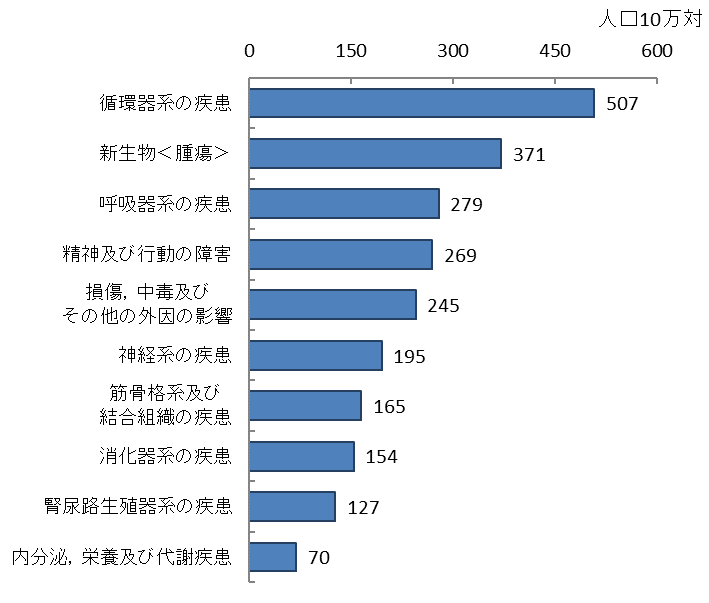 人口10万対
0 150 300 450 600
循環器系の疾患 507
新生物＜腫瘍＞ 371
呼吸器系の疾患 279
精神及び行動の障害 269
損傷，中毒及び
その他の外因の影響 245
神経系の疾患 195
筋骨格系及び
結合組織の疾患 165
消化器系の疾患 154
腎尿路生殖器系の疾患 127
内分泌，栄養及び代謝疾患 70